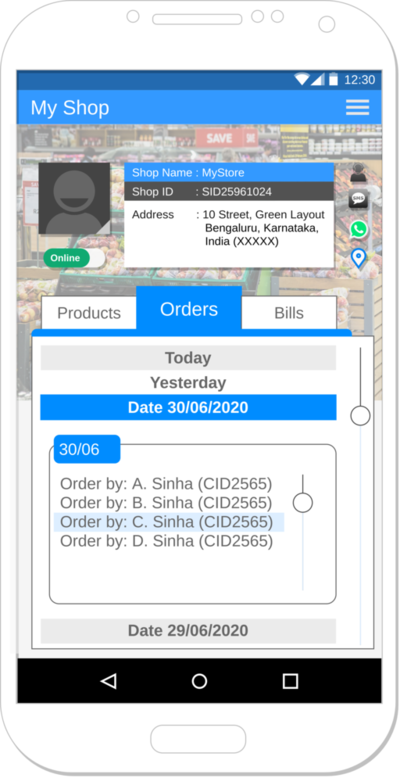 12:30
My Shop
SAVE
Shop Name : MyStore
Shop ID : SID25961024
Address : 10 Street, Green Layout
Bengaluru, Karnataka,
India (XXXXX)
Online
Products
Orders
Bills
Today
Yesterday
Date 30/06/2020
30/06
Order by: A. Sinha (CID2565)
Order by: B. Sinha (CID2565)
Order by: C. Sinha (CID2565)
Order by: D. Sinha (CID2565)
Date 29/06/2020